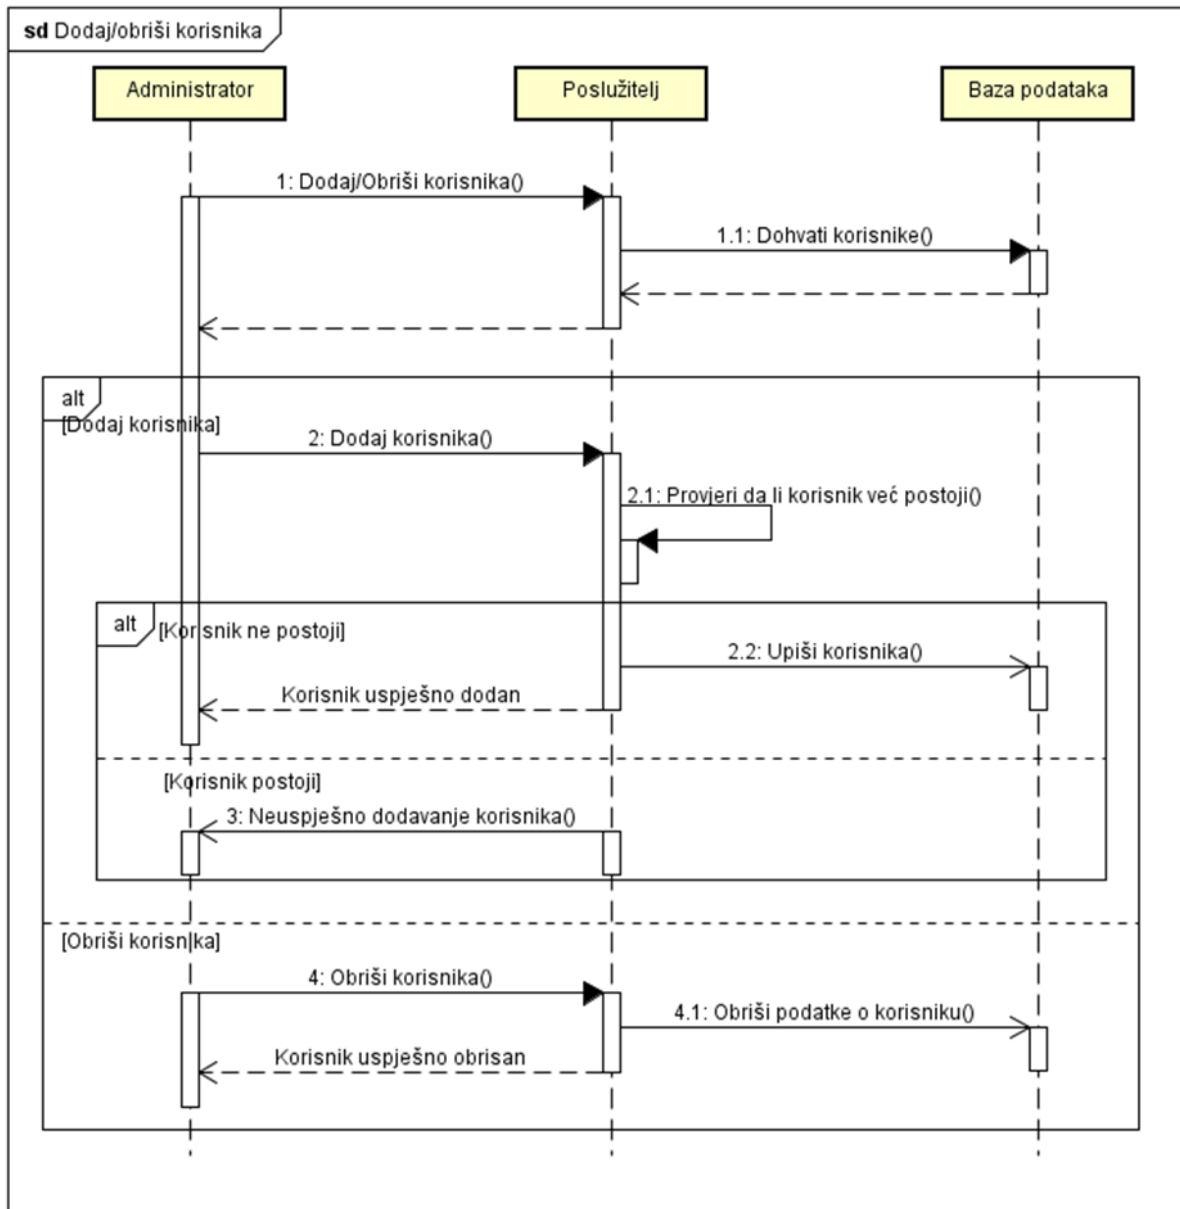 sd Dodaj/obriši korisnika
Administrator
Poslužitelj
Baza podataka
1: Dodaj/Obriši korisnika()
1.1: Dohvati korisnike()
alt
[Dodaj korisnika]
2: Dodaj korisnika()
2.1: Provjeri da li korisnik već postoji()
alt
[Korisnik ne postoji]
2.2: Upiši korisnika()
Korisnik uspješno dodan
[Korisnik postoji]
3: Neuspješno dodavanje korisnika()
[Obriši korisnika]
4: Obriši korisnika()
4.1: Obriši podatke o korisniku()
Korisnik uspješno obrisan